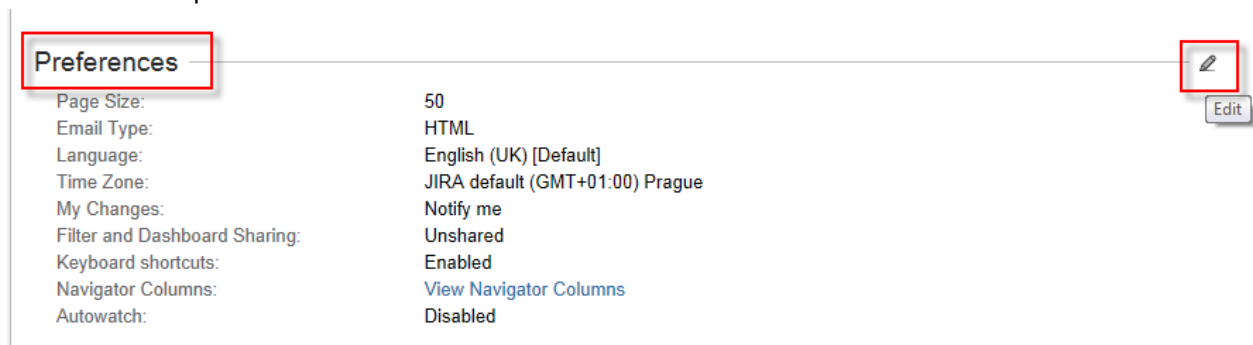 Preferences
Edit
Page Size: 50
Email Type: HTML
Language: English (UK) [Default]
Time Zone: JIRA default (GMT+01:00) Prague
My Changes: Notify me
Filter and Dashboard Sharing: Unshared
Keyboard shortcuts: Enabled
Navigator Columns: View Navigator Columns
Autowatch: Disabled